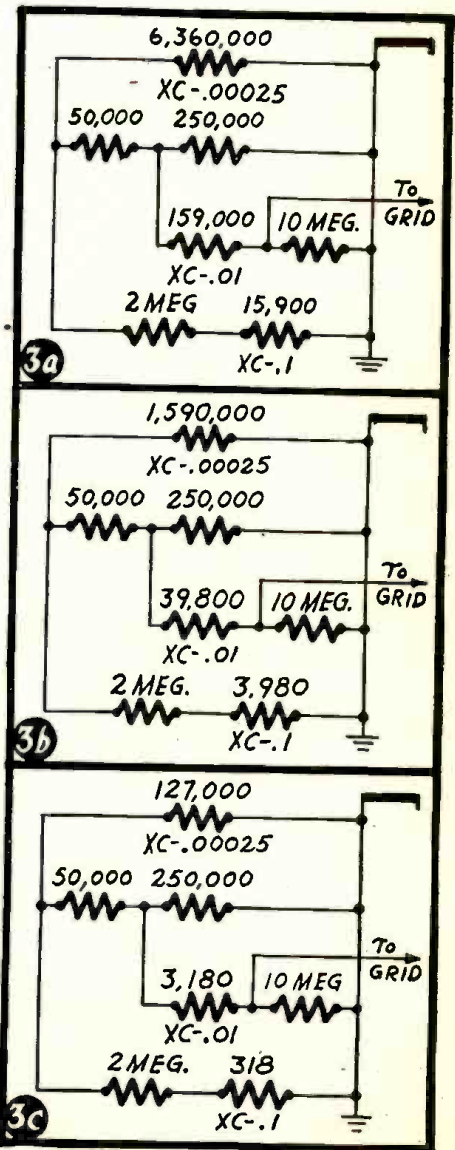 6,360,000
XC-.00025
50,000 250,000
To
GRID
159,000 10 MEG.
XC-.01
2 MEG 15,900
XC-.1
3a
1,590,000
XC-.00025
50,000 250,000
To
GRID
39,800 10 MEG.
XC-.01
2 MEG. 3,980
XC-.1
3b
127,000
XC-.00025
50,000 250,000
To
GRID
3,180 10 MEG
XC-.01
2 MEG. 318
XC-.1
3c